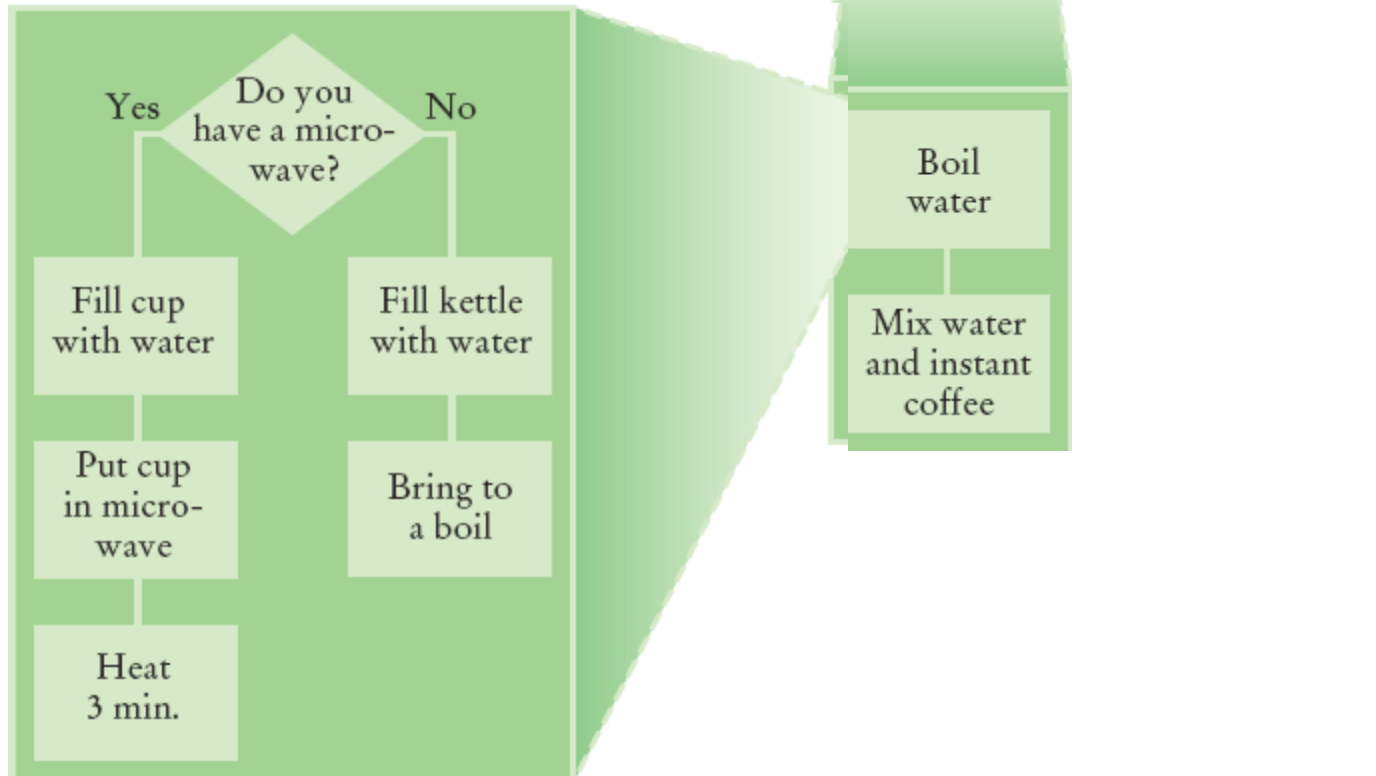 Do you
have a micro-
wave?
Yes
No
Fill cup
with water
Put cup
in micro-
wave
Heat
3 min.
Fill kettle
with water
Bring to
a boil
Boil
water
Mix water
and instant
coffee